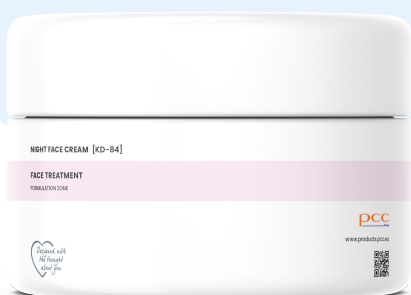 NIGHT FACE CREAM [KD-84]
FACE TREATMENT
FORMULATION ZONE
pcc
www.products.pcc.eu
Designed with
the thought
about you